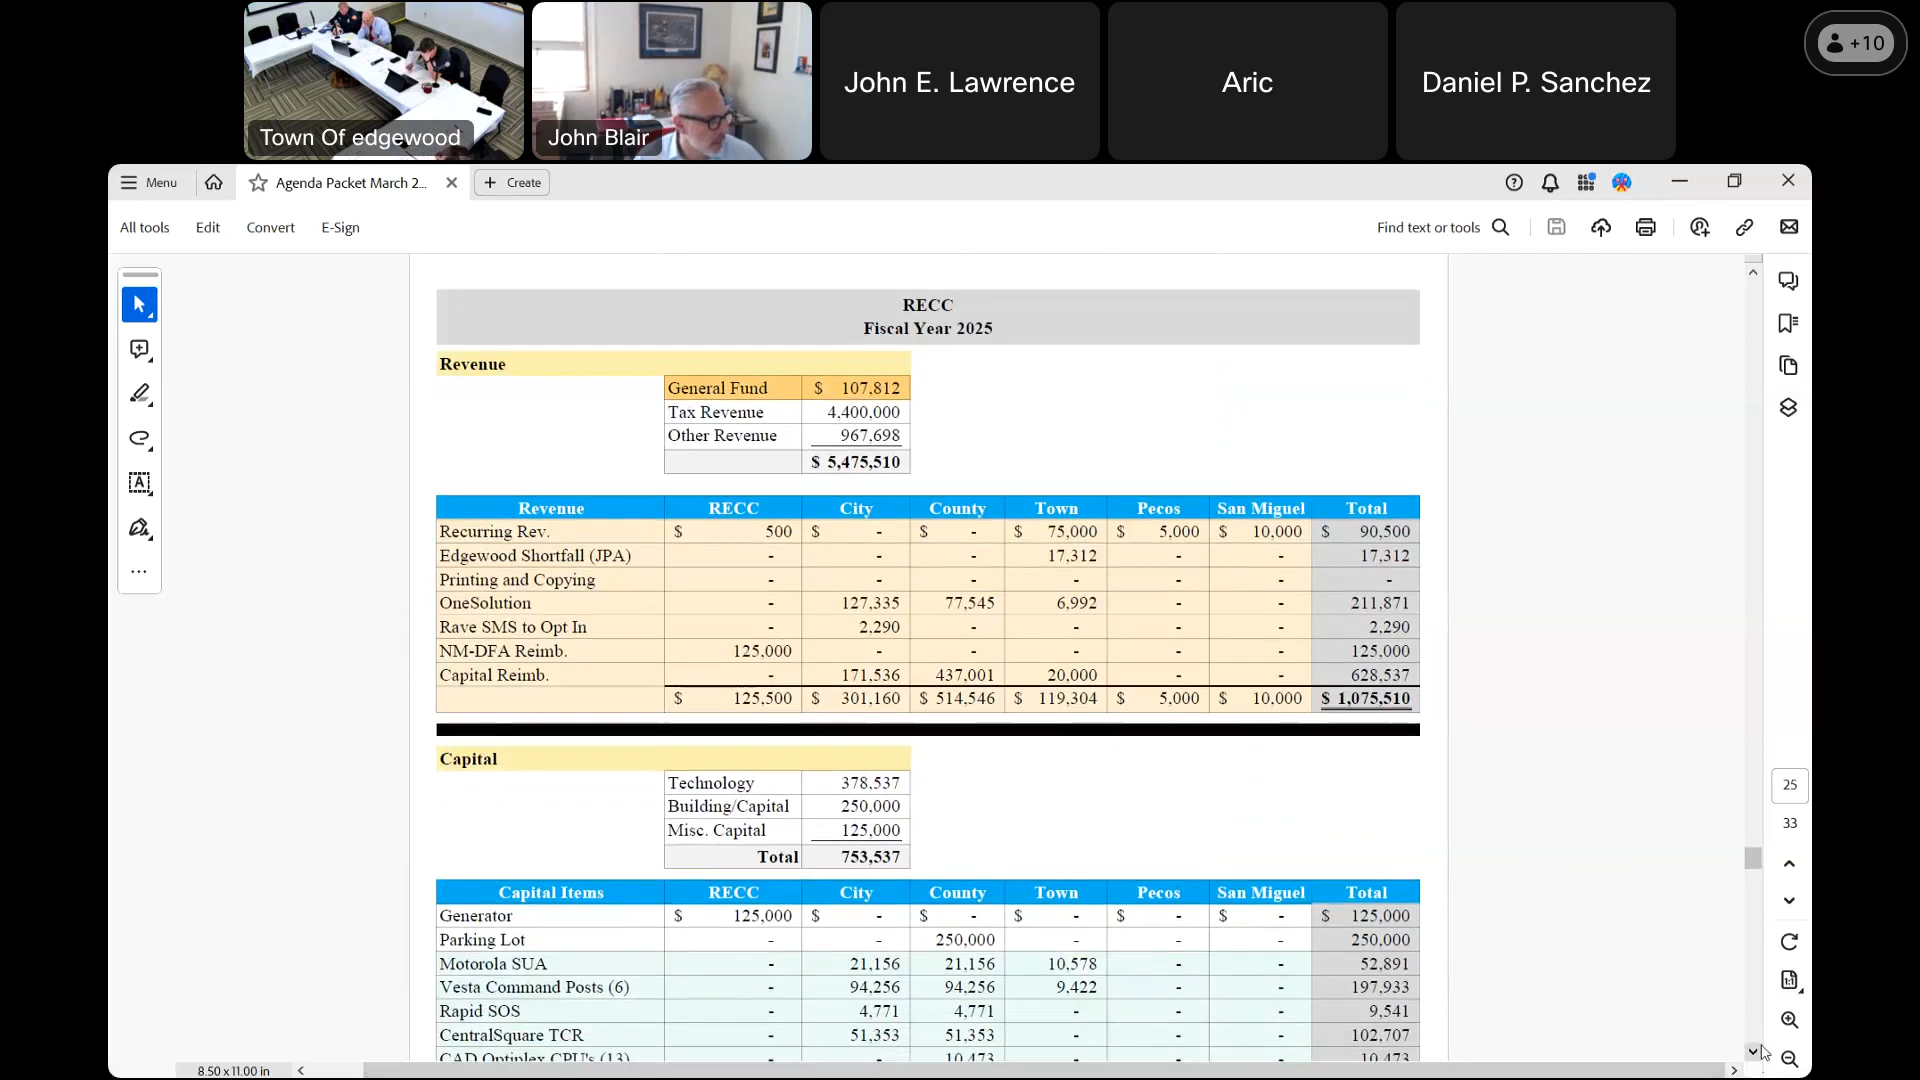 Town Of edgewood
John Blair
John E. Lawrence
Aric
Daniel P. Sanchez
+10
Menu
Agenda Packet March 2...
Create
All tools
Edit
Convert
E-Sign
Find text or tools
RECC
Fiscal Year 2025
Revenue
General Fund $ 107,812
Tax Revenue 4,400,000
Other Revenue 967,698
$ 5,475,510
Revenue RECC City County Town Pecos San Miguel Total
Recurring Rev. $ 500 $ - $ - $ 75,000 $ 5,000 $ 10,000 $ 90,500
Edgewood Shortfall (JPA) - - - 17,312 - - 17,312
Printing and Copying - - - - - - -
OneSolution - 127,335 77,545 6,992 - - 211,871
Rave SMS to Opt In - 2,290 - - - - 2,290
NM-DFA Reimb. 125,000 - - - - - 125,000
Capital Reimb. - 171,536 437,001 20,000 - - 628,537
$ 125,500 $ 301,160 $ 514,546 $ 119,304 $ 5,000 $ 10,000 $ 1,075,510
Capital
Technology 378,537
Building/Capital 250,000
Misc. Capital 125,000
Total 753,537
Capital Items RECC City County Town Pecos San Miguel Total
Generator $ 125,000 $ - $ - $ - $ - $ - $ 125,000
Parking Lot - - 250,000 - - - 250,000
Motorola SUA - 21,156 21,156 10,578 - - 52,891
Vesta Command Posts (6) - 94,256 94,256 9,422 - - 197,933
Rapid SOS - 4,771 4,771 - - - 9,541
CentralSquare TCR - 51,353 51,353 - - - 102,707
CAD Optiplex CPU's (13) - - 10,473 - - - 10,473
25
33
8.50 x 11.00 in